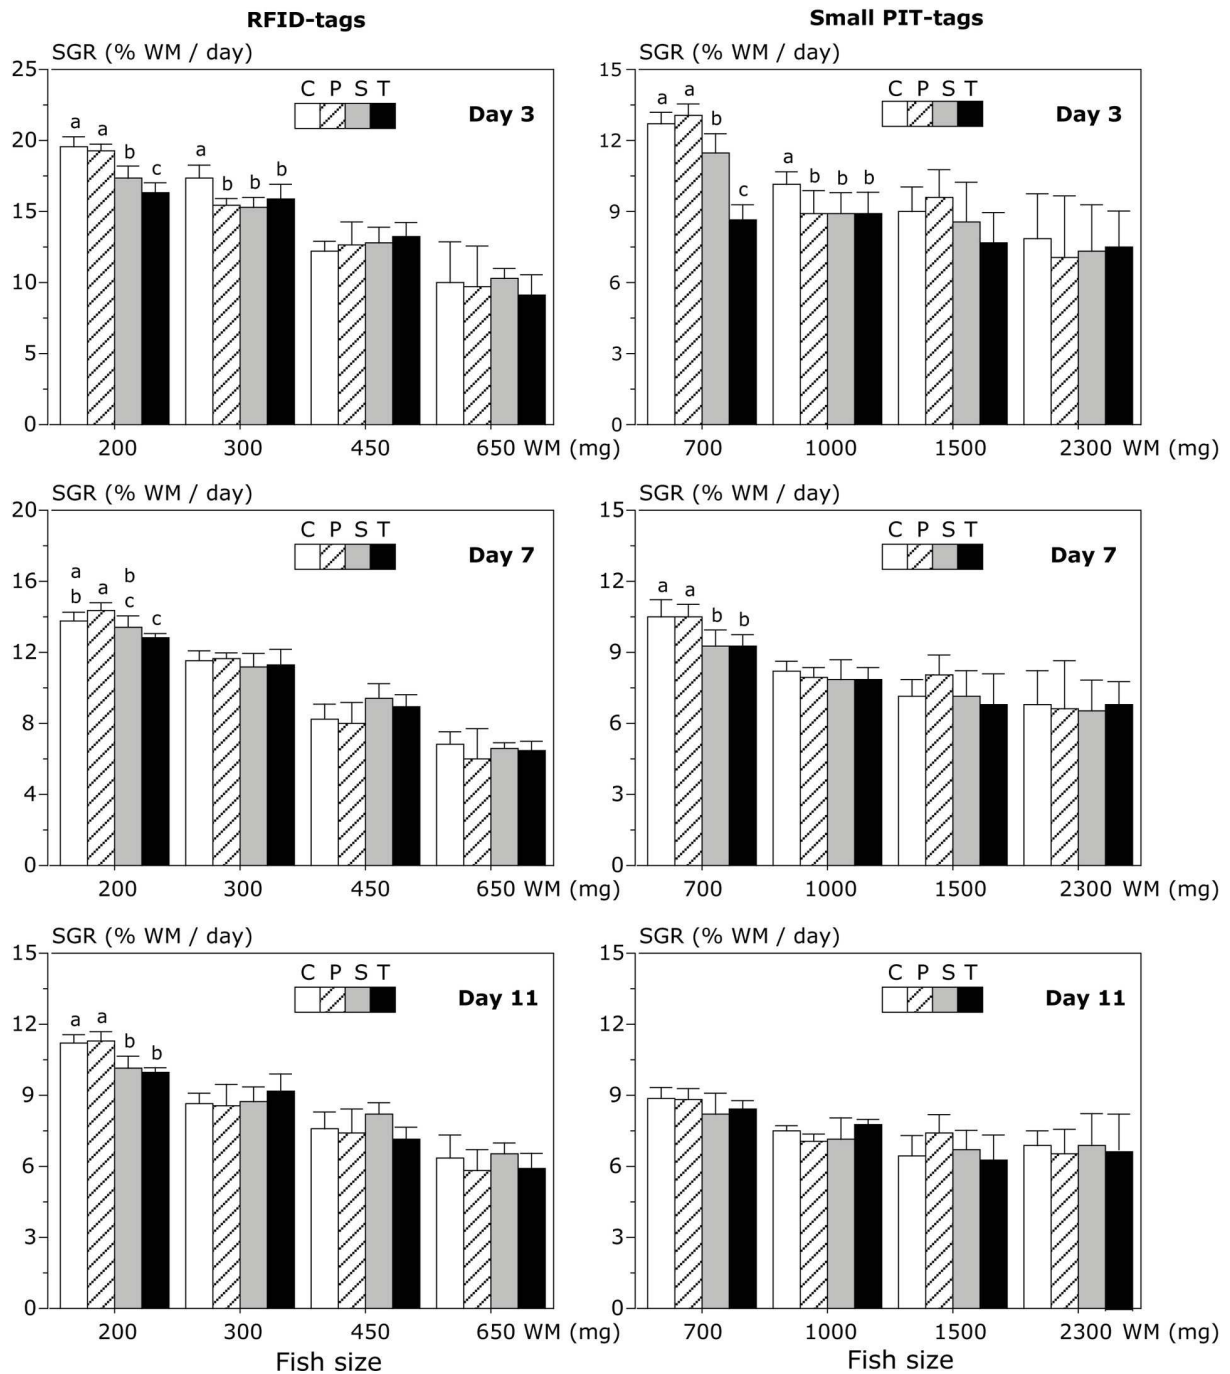 RFID-tags
Small PIT-tags
SGR (% WM / day)
25
20
15
10
5
0
C P S T
Day 3
a a b c
a b b b
200 300 450 650 WM (mg)
SGR (% WM / day)
15
12
9
6
3
0
C P S T
Day 3
a a b c
a b b b
700 1000 1500 2300 WM (mg)
SGR (% WM / day)
20
16
12
8
4
0
C P S T
Day 7
a b
b a c c
200 300 450 650 WM (mg)
SGR (% WM / day)
15
12
9
6
3
0
C P S T
Day 7
a a b b
700 1000 1500 2300 WM (mg)
SGR (% WM / day)
15
12
9
6
3
0
C P S T
Day 11
a a b b
200 300 450 650 WM (mg)
Fish size
SGR (% WM / day)
15
12
9
6
3
0
C P S T
Day 11
700 1000 1500 2300 WM (mg)
Fish size